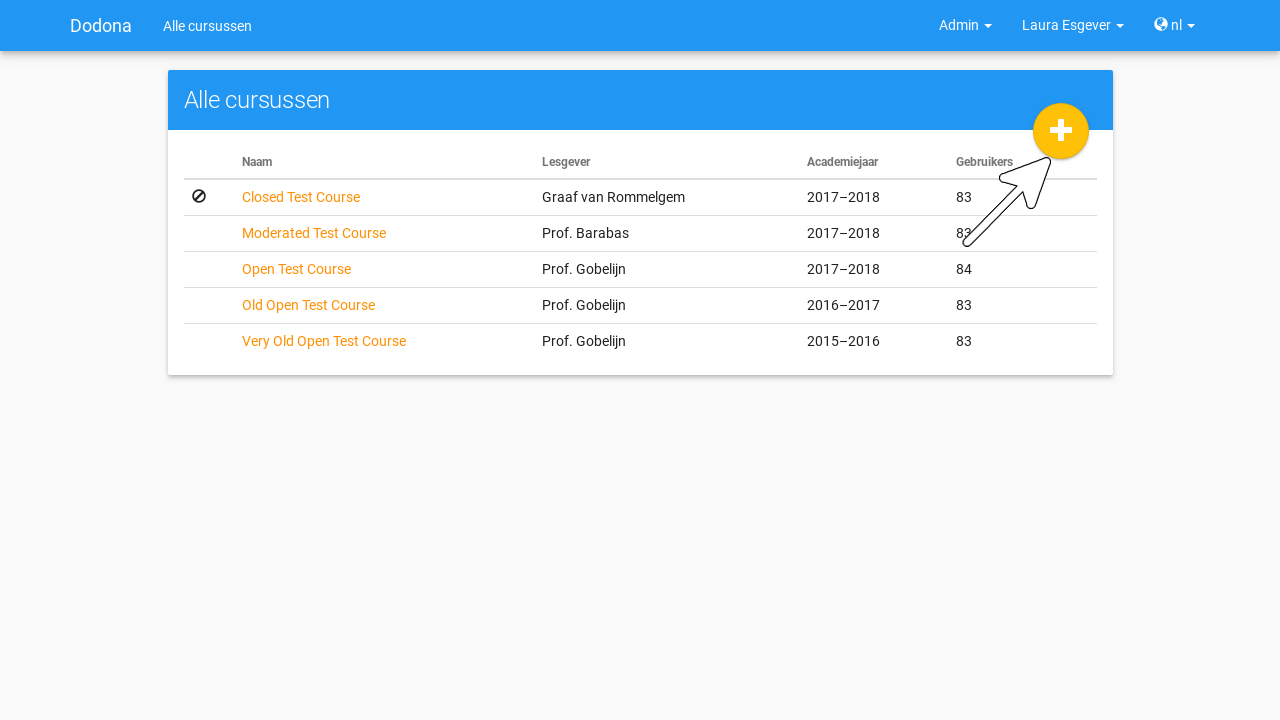 Dodona Alle cursussen Admin Laura Esgever nl
Alle cursussen
Naam Lesgever Academiejaar Gebruikers
Closed Test Course Graaf van Rommelgem 2017–2018 83
Moderated Test Course Prof. Barabas 2017–2018 83
Open Test Course Prof. Gobelijn 2017–2018 84
Old Open Test Course Prof. Gobelijn 2016–2017 83
Very Old Open Test Course Prof. Gobelijn 2015–2016 83